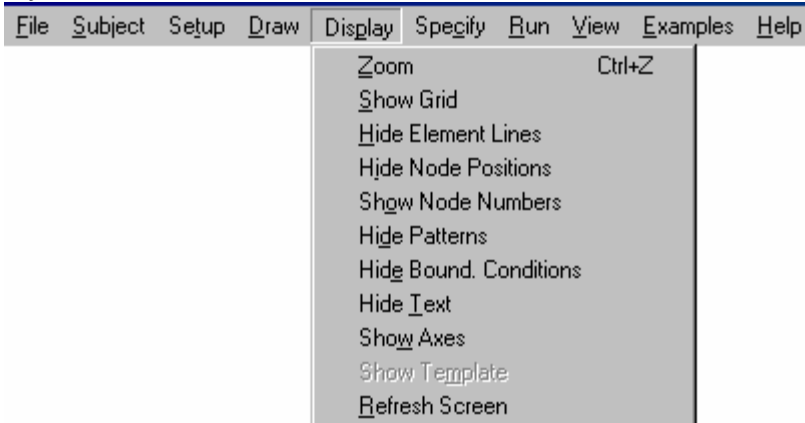 File Subject Setup Draw Display Specify Run View Examples Help
Zoom Ctrl+Z
Show Grid
Hide Element Lines
Hide Node Positions
Show Node Numbers
Hide Patterns
Hide Bound. Conditions
Hide Text
Show Axes
Show Template
Refresh Screen